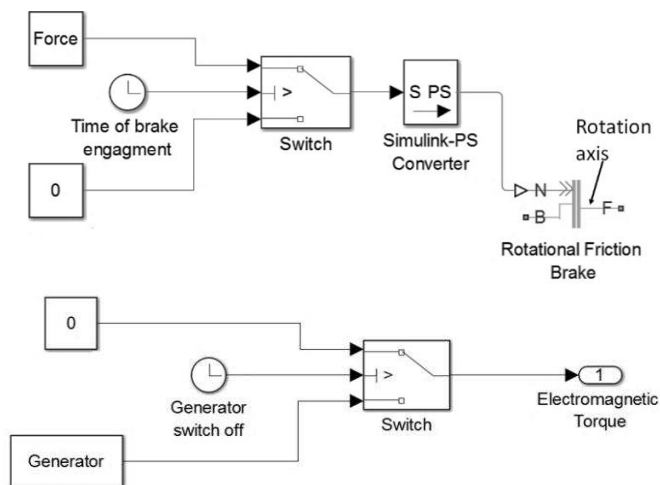 Force
>
Time of brake
engagment
0
Switch
S PS
Simulink-PS
Converter
Rotation
axis
N
B
F
Rotational Friction
Brake
0
>
Generator
switch off
Generator
Switch
1
Electromagnetic
Torque